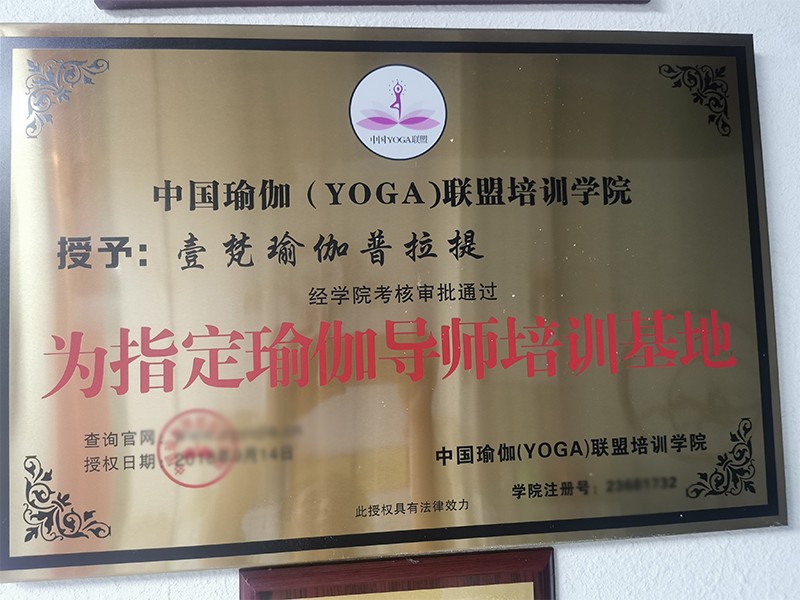 中国YOGA联盟
中国瑜伽（YOGA)联盟培训学院
授予：壹梵瑜伽普拉提
经学院考核审批通过
为指定瑜伽导师培训基地
查询官网：
授权日期：
中国瑜伽(YOGA)联盟培训学院
学院注册号：23681732
此授权具有法律效力